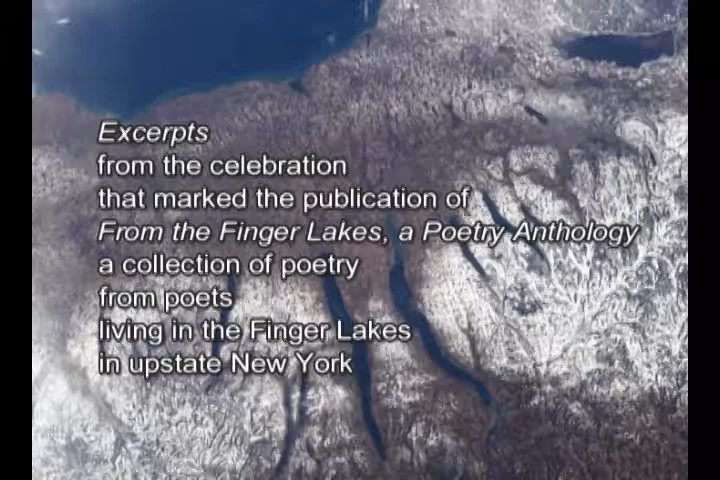 Excerpts
from the celebration
that marked the publication of
From the Finger Lakes, a Poetry Anthology
a collection of poetry
from poets
living in the Finger Lakes
in upstate New York